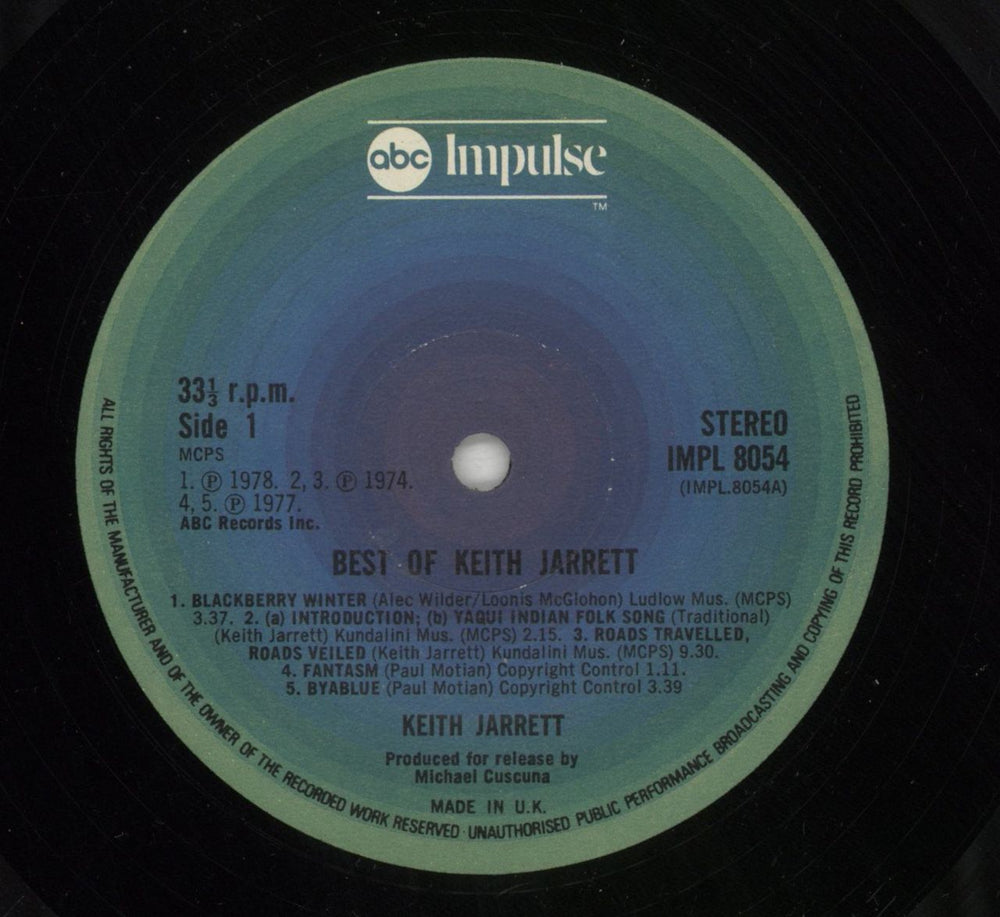 abc Impulse
TM
33⅓ r.p.m.
Side 1
MCPS
1. Ⓟ 1978. 2, 3. Ⓟ 1974.
4, 5. Ⓟ 1977.
ABC Records Inc.
STEREO
IMPL 8054
(IMPL.8054A)
BEST OF KEITH JARRETT
1. BLACKBERRY WINTER (Alec Wilder/Loonis McGlohon) Ludlow Mus. (MCPS)
3.37. 2. (a) INTRODUCTION; (b) YAQUI INDIAN FOLK SONG (Traditional)
(Keith Jarrett) Kundalini Mus. (MCPS) 2.15. 3. ROADS TRAVELLED,
ROADS VEILED (Keith Jarrett) Kundalini Mus. (MCPS) 9.30.
4. FANTASM (Paul Motian) Copyright Control 1.11.
5. BYABLUE (Paul Motian) Copyright Control 3.39
KEITH JARRETT
Produced for release by
Michael Cuscuna
MADE IN U.K.
ALL RIGHTS OF THE MANUFACTURER AND OF THE OWNER OF THE RECORDED WORK RESERVED · UNAUTHORISED PUBLIC PERFORMANCE BROADCASTING AND COPYING OF THIS RECORD PROHIBITED